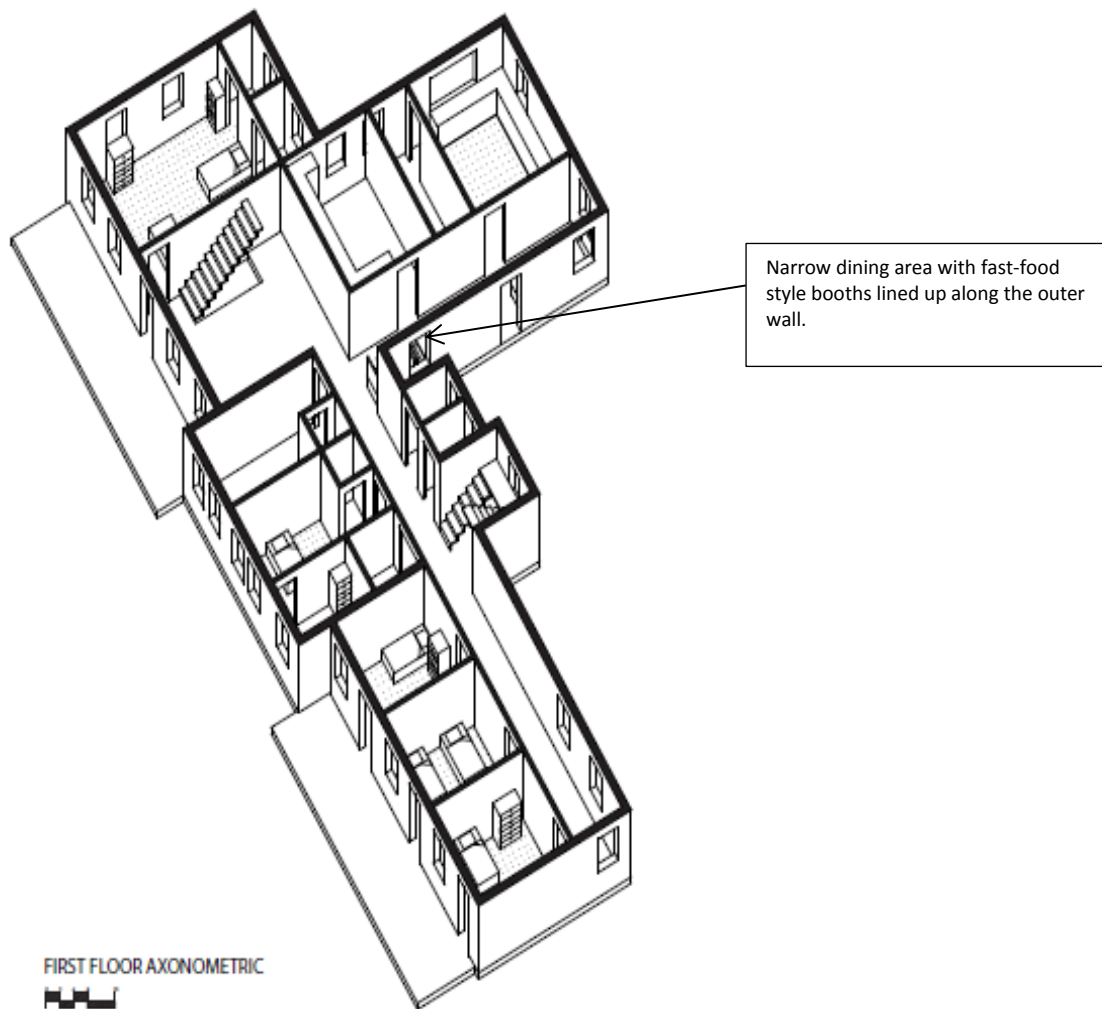 Narrow dining area with fast-food
style booths lined up along the outer
wall.
FIRST FLOOR AXONOMETRIC